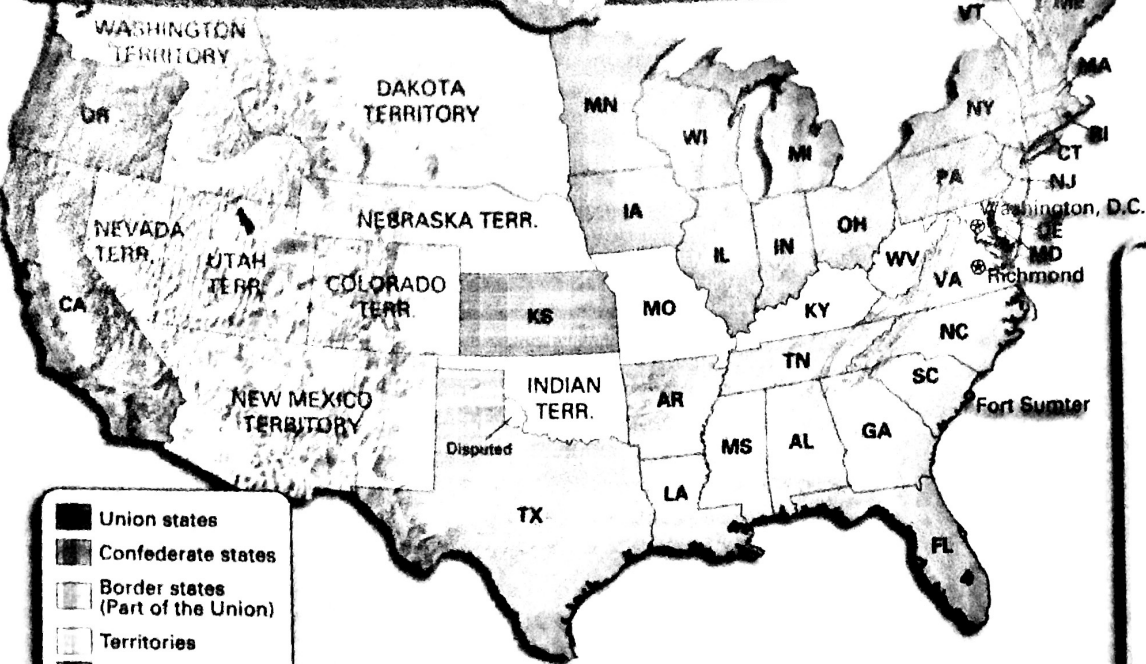 WASHINGTON
TERRITORY
OR
DAKOTA
TERRITORY
MN
WI
MI
VT
ME
MA
NY
RI
CT
NJ
PA
Washington, D.C.
DE
MD
Richmond
NEVADA
TERR.
UTAH
TERR.
NEBRASKA TERR.
IA
IL
IN
OH
WV
VA
CA
COLORADO
TERR.
KS
MO
KY
NC
TN
SC
NEW MEXICO
TERRITORY
INDIAN
TERR.
Disputed
AR
Fort Sumter
MS
AL
GA
LA
TX
FL
Union states
Confederate states
Border states
(Part of the Union)
Territories